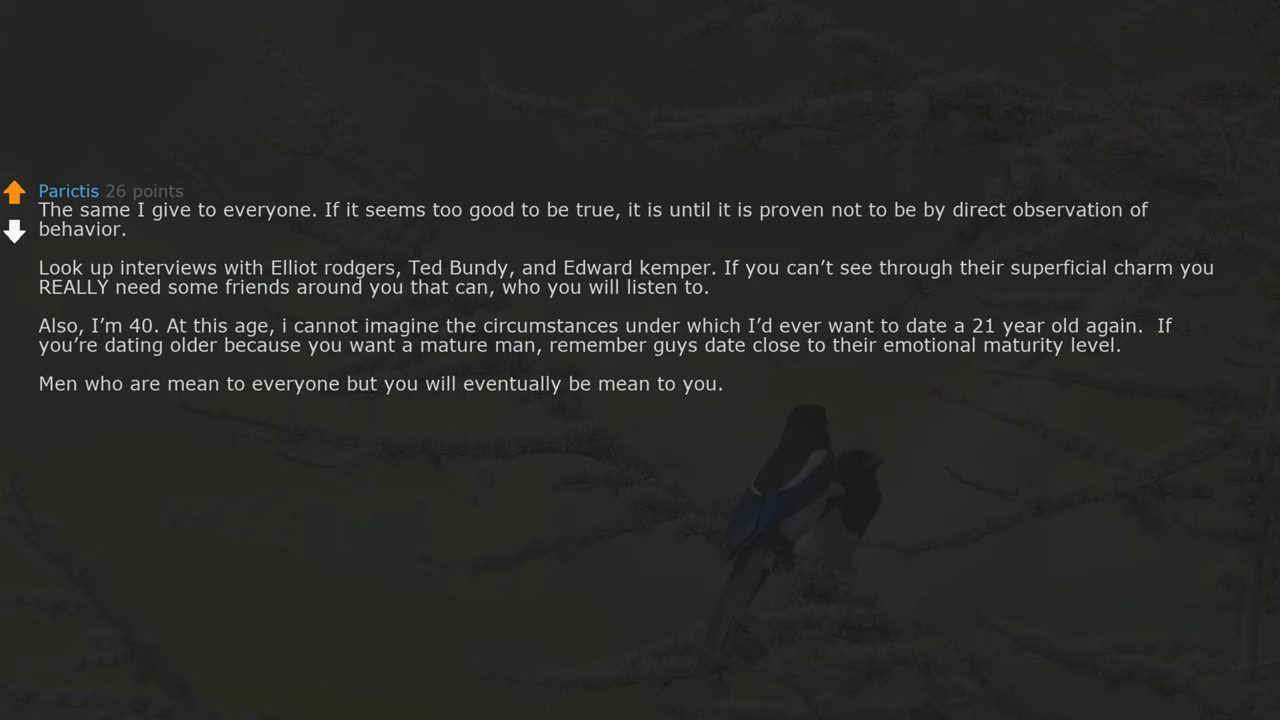 Parictis 26 points
The same I give to everyone. If it seems too good to be true, it is until it is proven not to be by direct observation of
behavior.
Look up interviews with Elliot rodgers, Ted Bundy, and Edward kemper. If you can’t see through their superficial charm you
REALLY need some friends around you that can, who you will listen to.
Also, I’m 40. At this age, i cannot imagine the circumstances under which I’d ever want to date a 21 year old again.  If
you’re dating older because you want a mature man, remember guys date close to their emotional maturity level.
Men who are mean to everyone but you will eventually be mean to you.